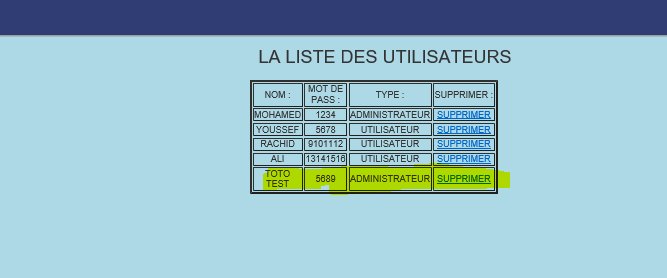 LA LISTE DES UTILISATEURS
NOM : MOT DE PASS : TYPE : SUPPRIMER :
MOHAMED 1234 ADMINISTRATEUR SUPPRIMER
YOUSSEF 5678 UTILISATEUR SUPPRIMER
RACHID 9101112 UTILISATEUR SUPPRIMER
ALI 13141516 UTILISATEUR SUPPRIMER
TOTO TEST 5689 ADMINISTRATEUR SUPPRIMER